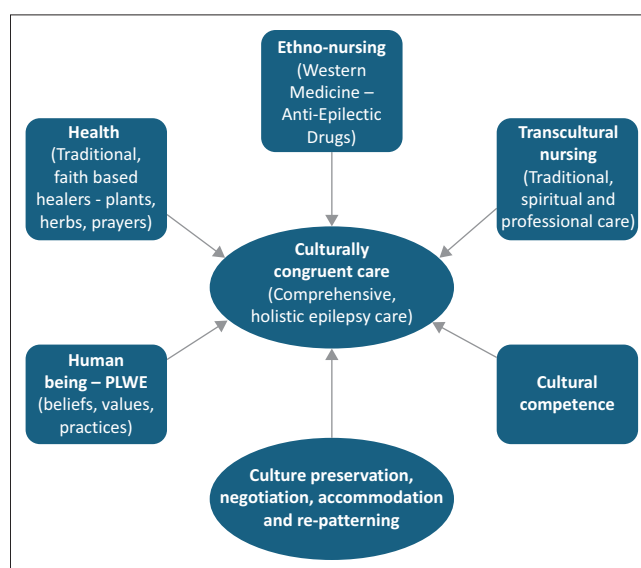 Ethno-nursing
(Western
Medicine –
Anti-Epilectic
Drugs)
Health
(Traditional,
faith based
healers - plants,
herbs, prayers)
Transcultural
nursing
(Traditional,
spiritual and
professional care)
Culturally
congruent care
(Comprehensive,
holistic epilepsy care)
Human
being – PLWE
(beliefs, values,
practices)
Cultural
competence
Culture preservation,
negotiation, accommodation
and re-patterning